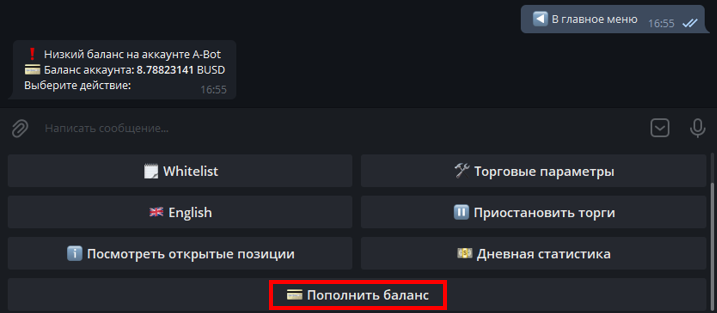 В главное меню
16:55
Низкий баланс на аккаунте A-Bot
Баланс аккаунта: 8.78823141 BUSD
Выберите действие:
16:55
Написать сообщение...
Whitelist
Торговые параметры
English
Приостановить торги
Посмотреть открытые позиции
Дневная статистика
Пополнить баланс